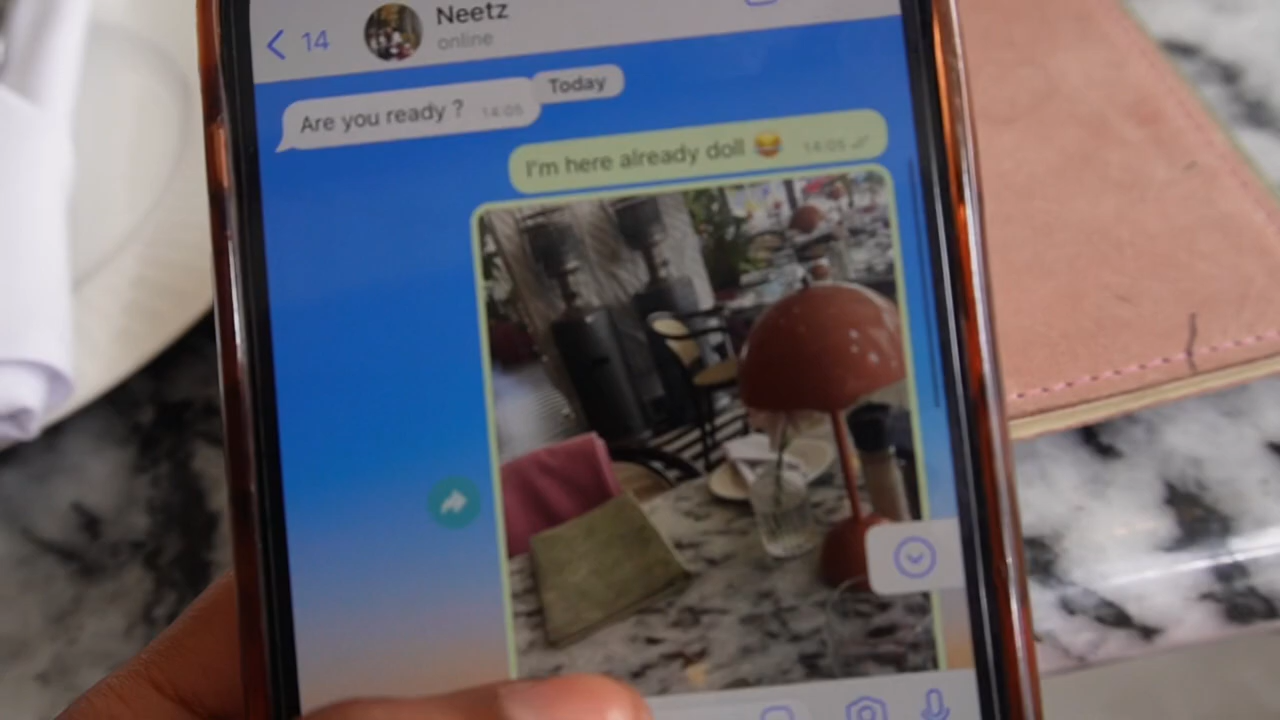 14
Neetz
online
Today
Are you ready ? 14:05
I'm here already doll 😂 14:05